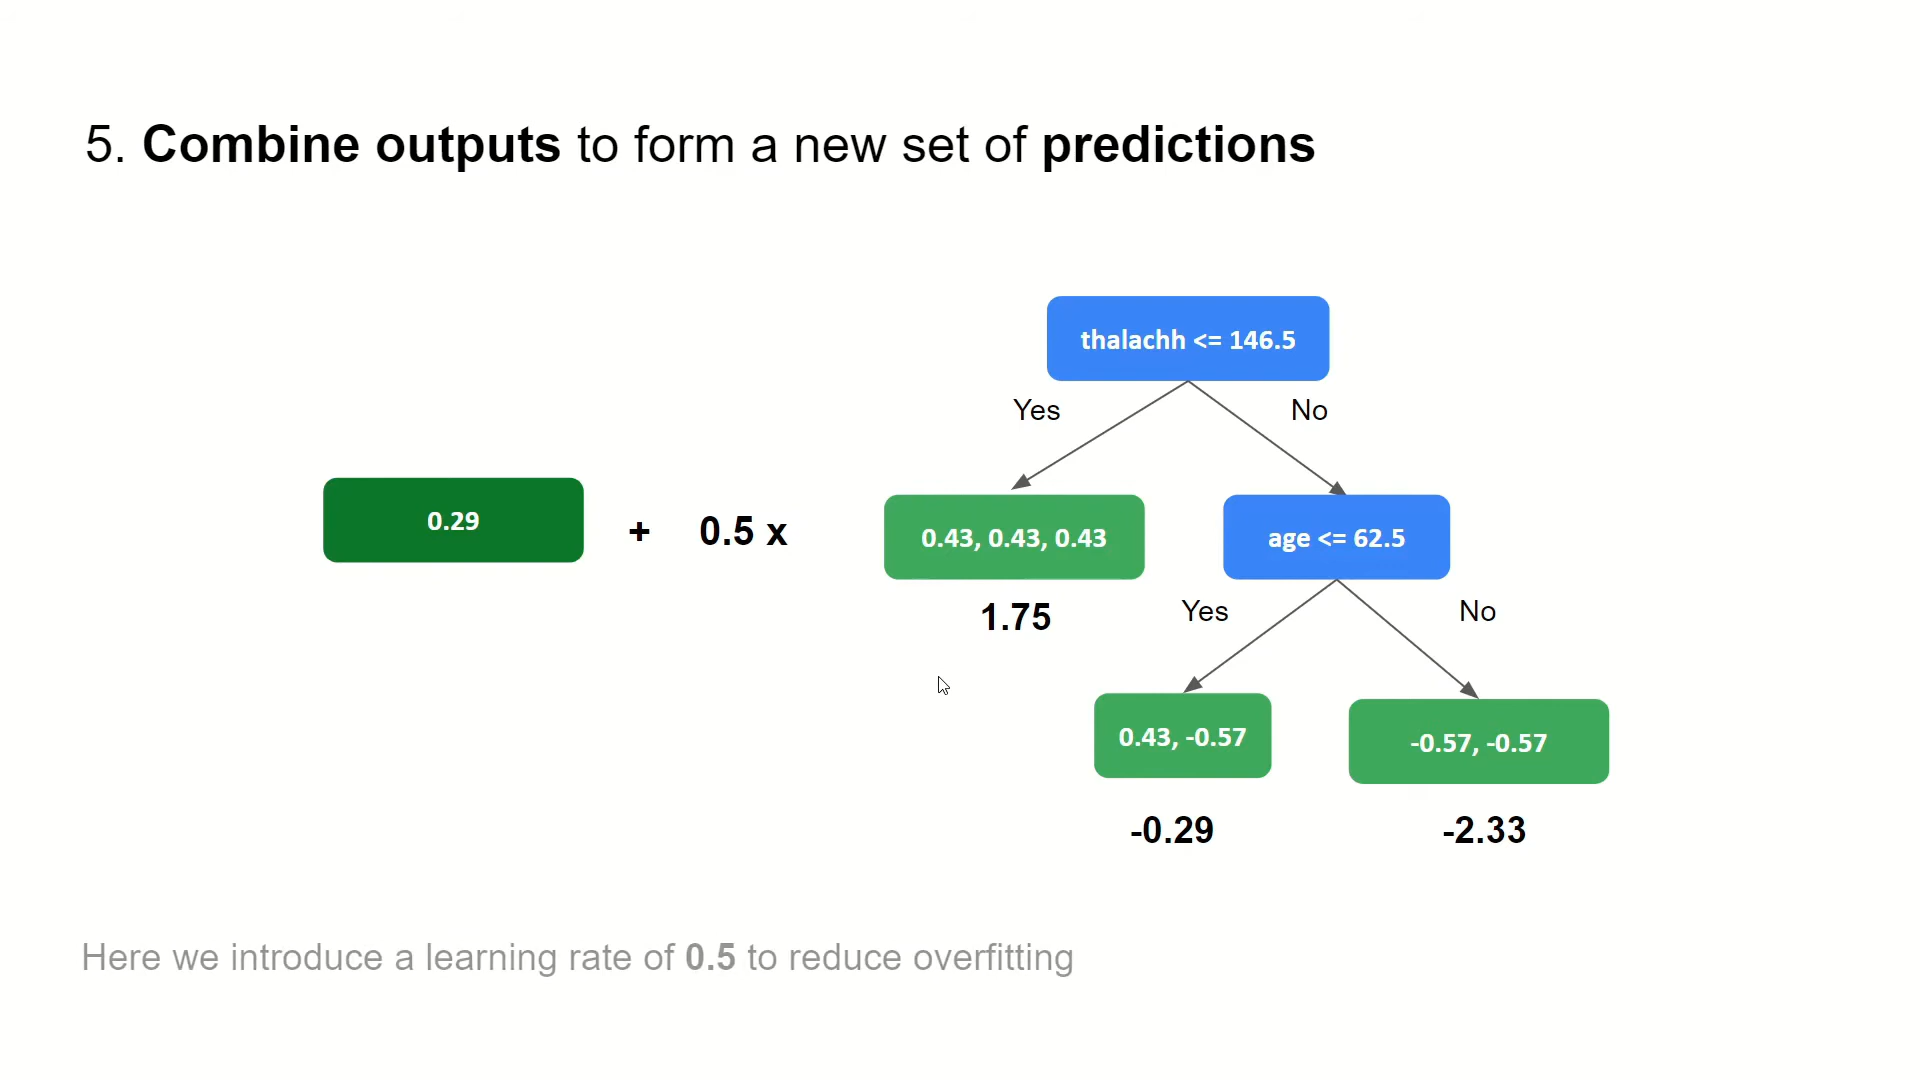 5. Combine outputs to form a new set of predictions
thalachh <= 146.5
Yes
No
0.29
+
0.5 x
0.43, 0.43, 0.43
age <= 62.5
1.75
Yes
No
0.43, -0.57
-0.57, -0.57
-0.29
-2.33
Here we introduce a learning rate of 0.5 to reduce overfitting